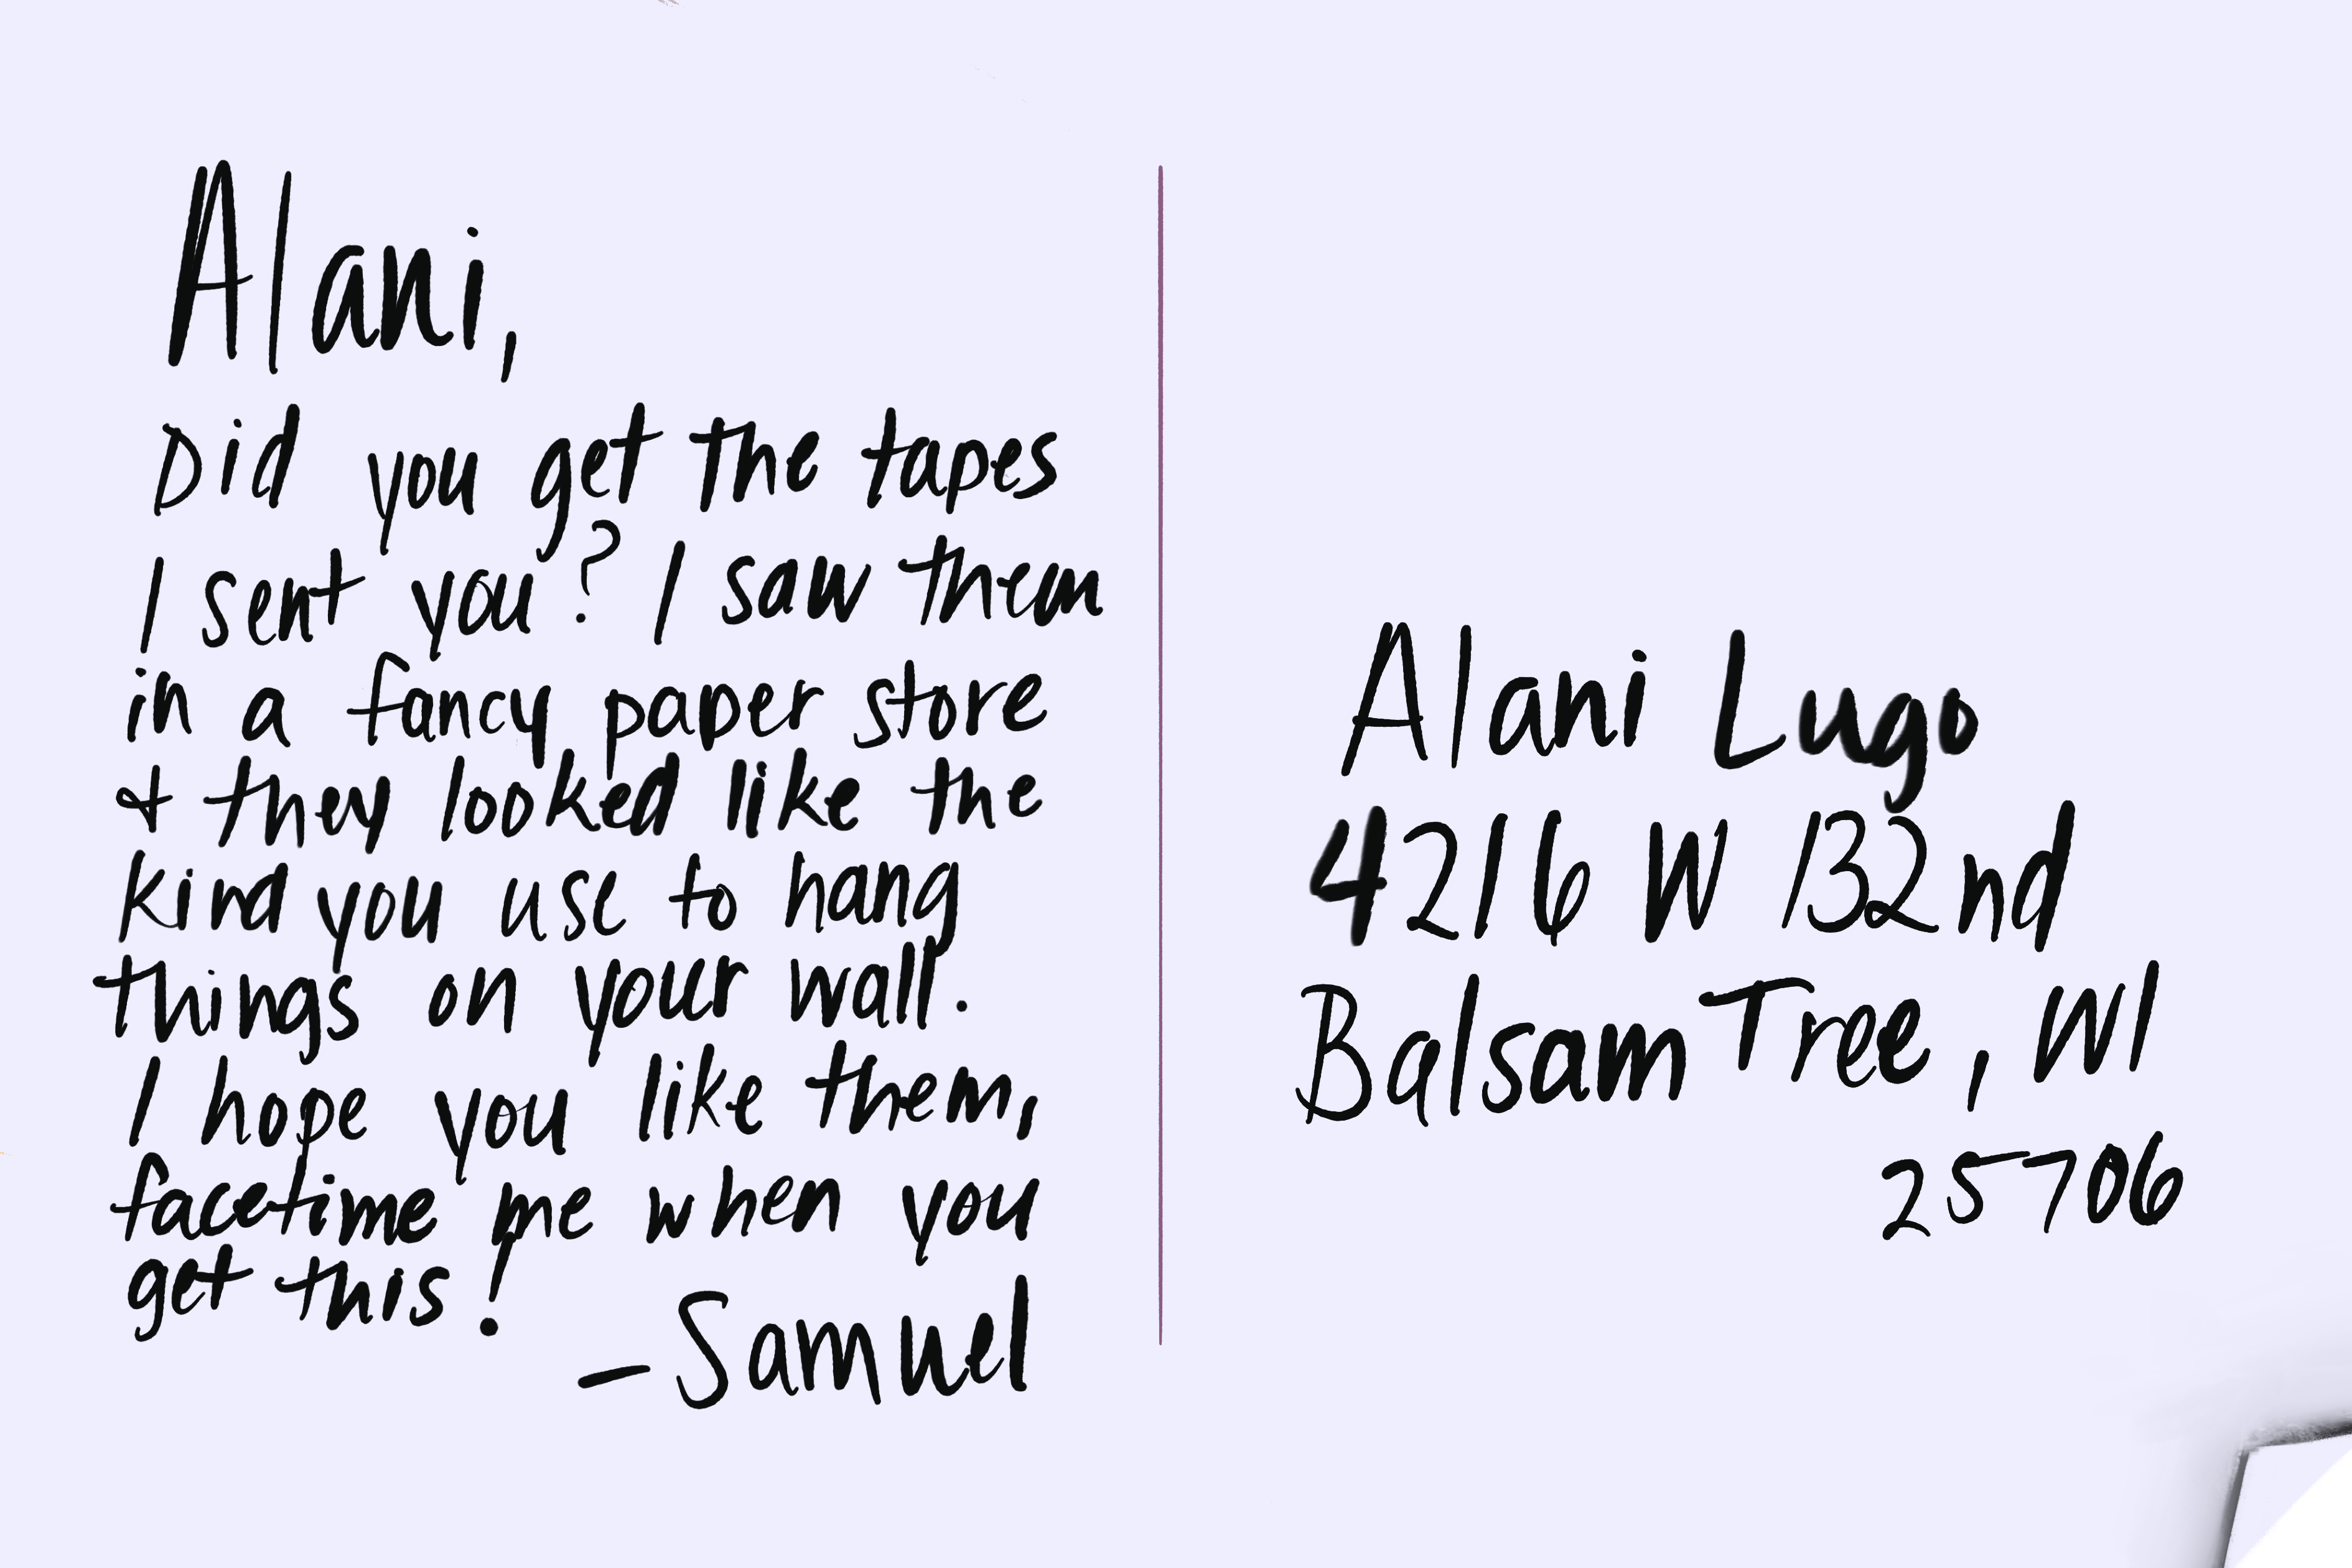 Alani,
Did you get the tapes
I sent you? I saw them
in a fancy paper store
& they looked like the
kind you use to hang
things on your wall.
I hope you like them,
facetime me when you
get this!
—Samuel
Alani Lugo
4216 W 132nd
Balsam Tree, WI
25706